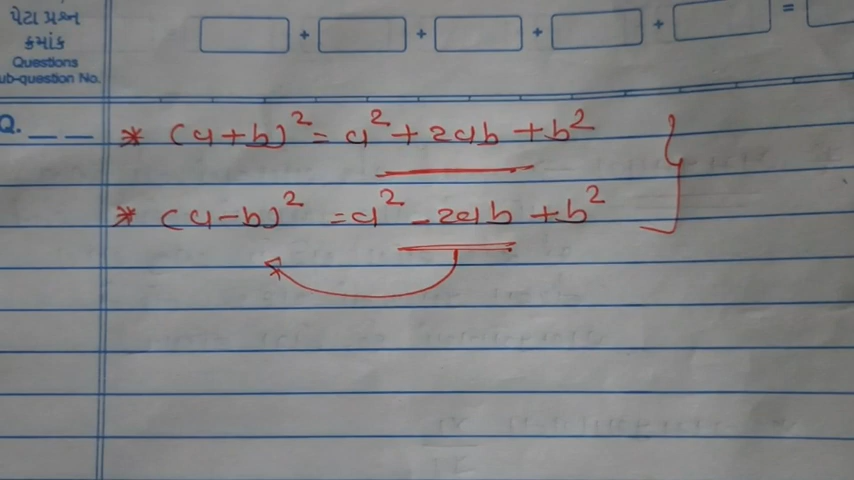 પેટા પ્રશ્ન
ક્રમાંક
Questions
ub-question No.
+ + + + =
Q. _ _
* (a+b)² = a² + 2ab + b²
* (a-b)² = a² - 2ab + b²